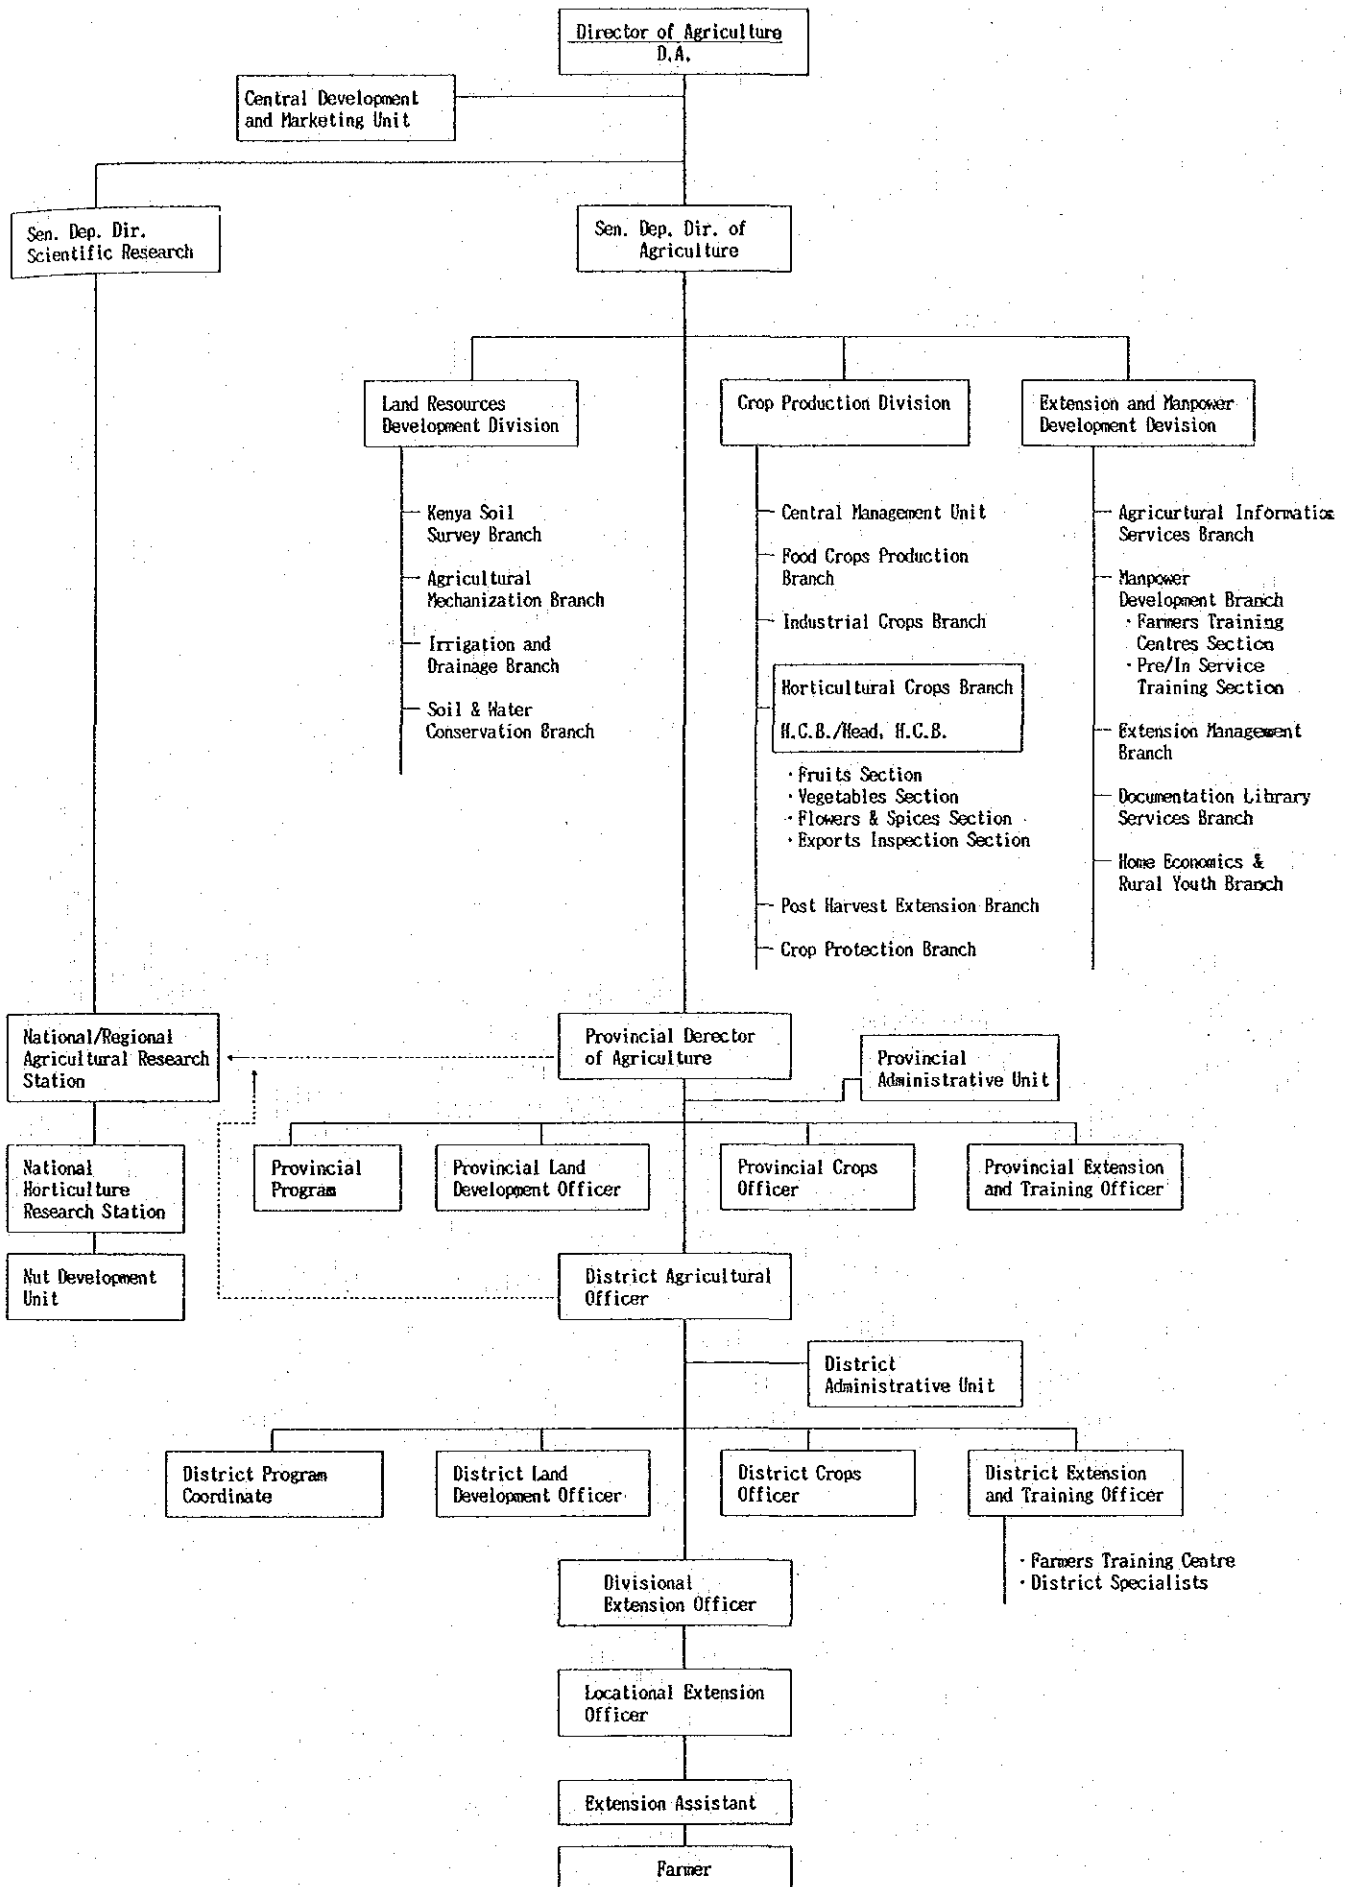 Director of Agriculture
D.A.
Central Development
and Marketing Unit
Sen. Dep. Dir.
Scientific Research
Sen. Dep. Dir. of
Agriculture
Land Resources
Development Division
Crop Production Division
Extension and Manpower
Development Devision
Kenya Soil
Survey Branch
Agricultural
Mechanization Branch
Irrigation and
Drainage Branch
Soil & Water
Conservation Branch
Central Management Unit
Food Crops Production
Branch
Industrial Crops Branch
Horticultural Crops Branch
H.C.B./Head, H.C.B.
・Fruits Section
・Vegetables Section
・Flowers & Spices Section
・Exports Inspection Section
Post Harvest Extension Branch
Crop Protection Branch
Agricurtural Information
Services Branch
Manpower
Development Branch
・Farmers Training
Centres Section
・Pre/In Service
Training Section
Extension Management
Branch
Documentation Library
Services Branch
Home Economics &
Rural Youth Branch
National/Regional
Agricultural Research
Station
Provincial Derector
of Agriculture
Provincial
Administrative Unit
National
Horticulture
Research Station
Provincial
Program
Provincial Land
Development Officer
Provincial Crops
Officer
Provincial Extension
and Training Officer
Nut Development
Unit
District Agricultural
Officer
District
Administrative Unit
District Program
Coordinate
District Land
Development Officer
District Crops
Officer
District Extension
and Training Officer
・Farmers Training Centre
・District Specialists
Divisional
Extension Officer
Locational Extension
Officer
Extension Assistant
Farmer